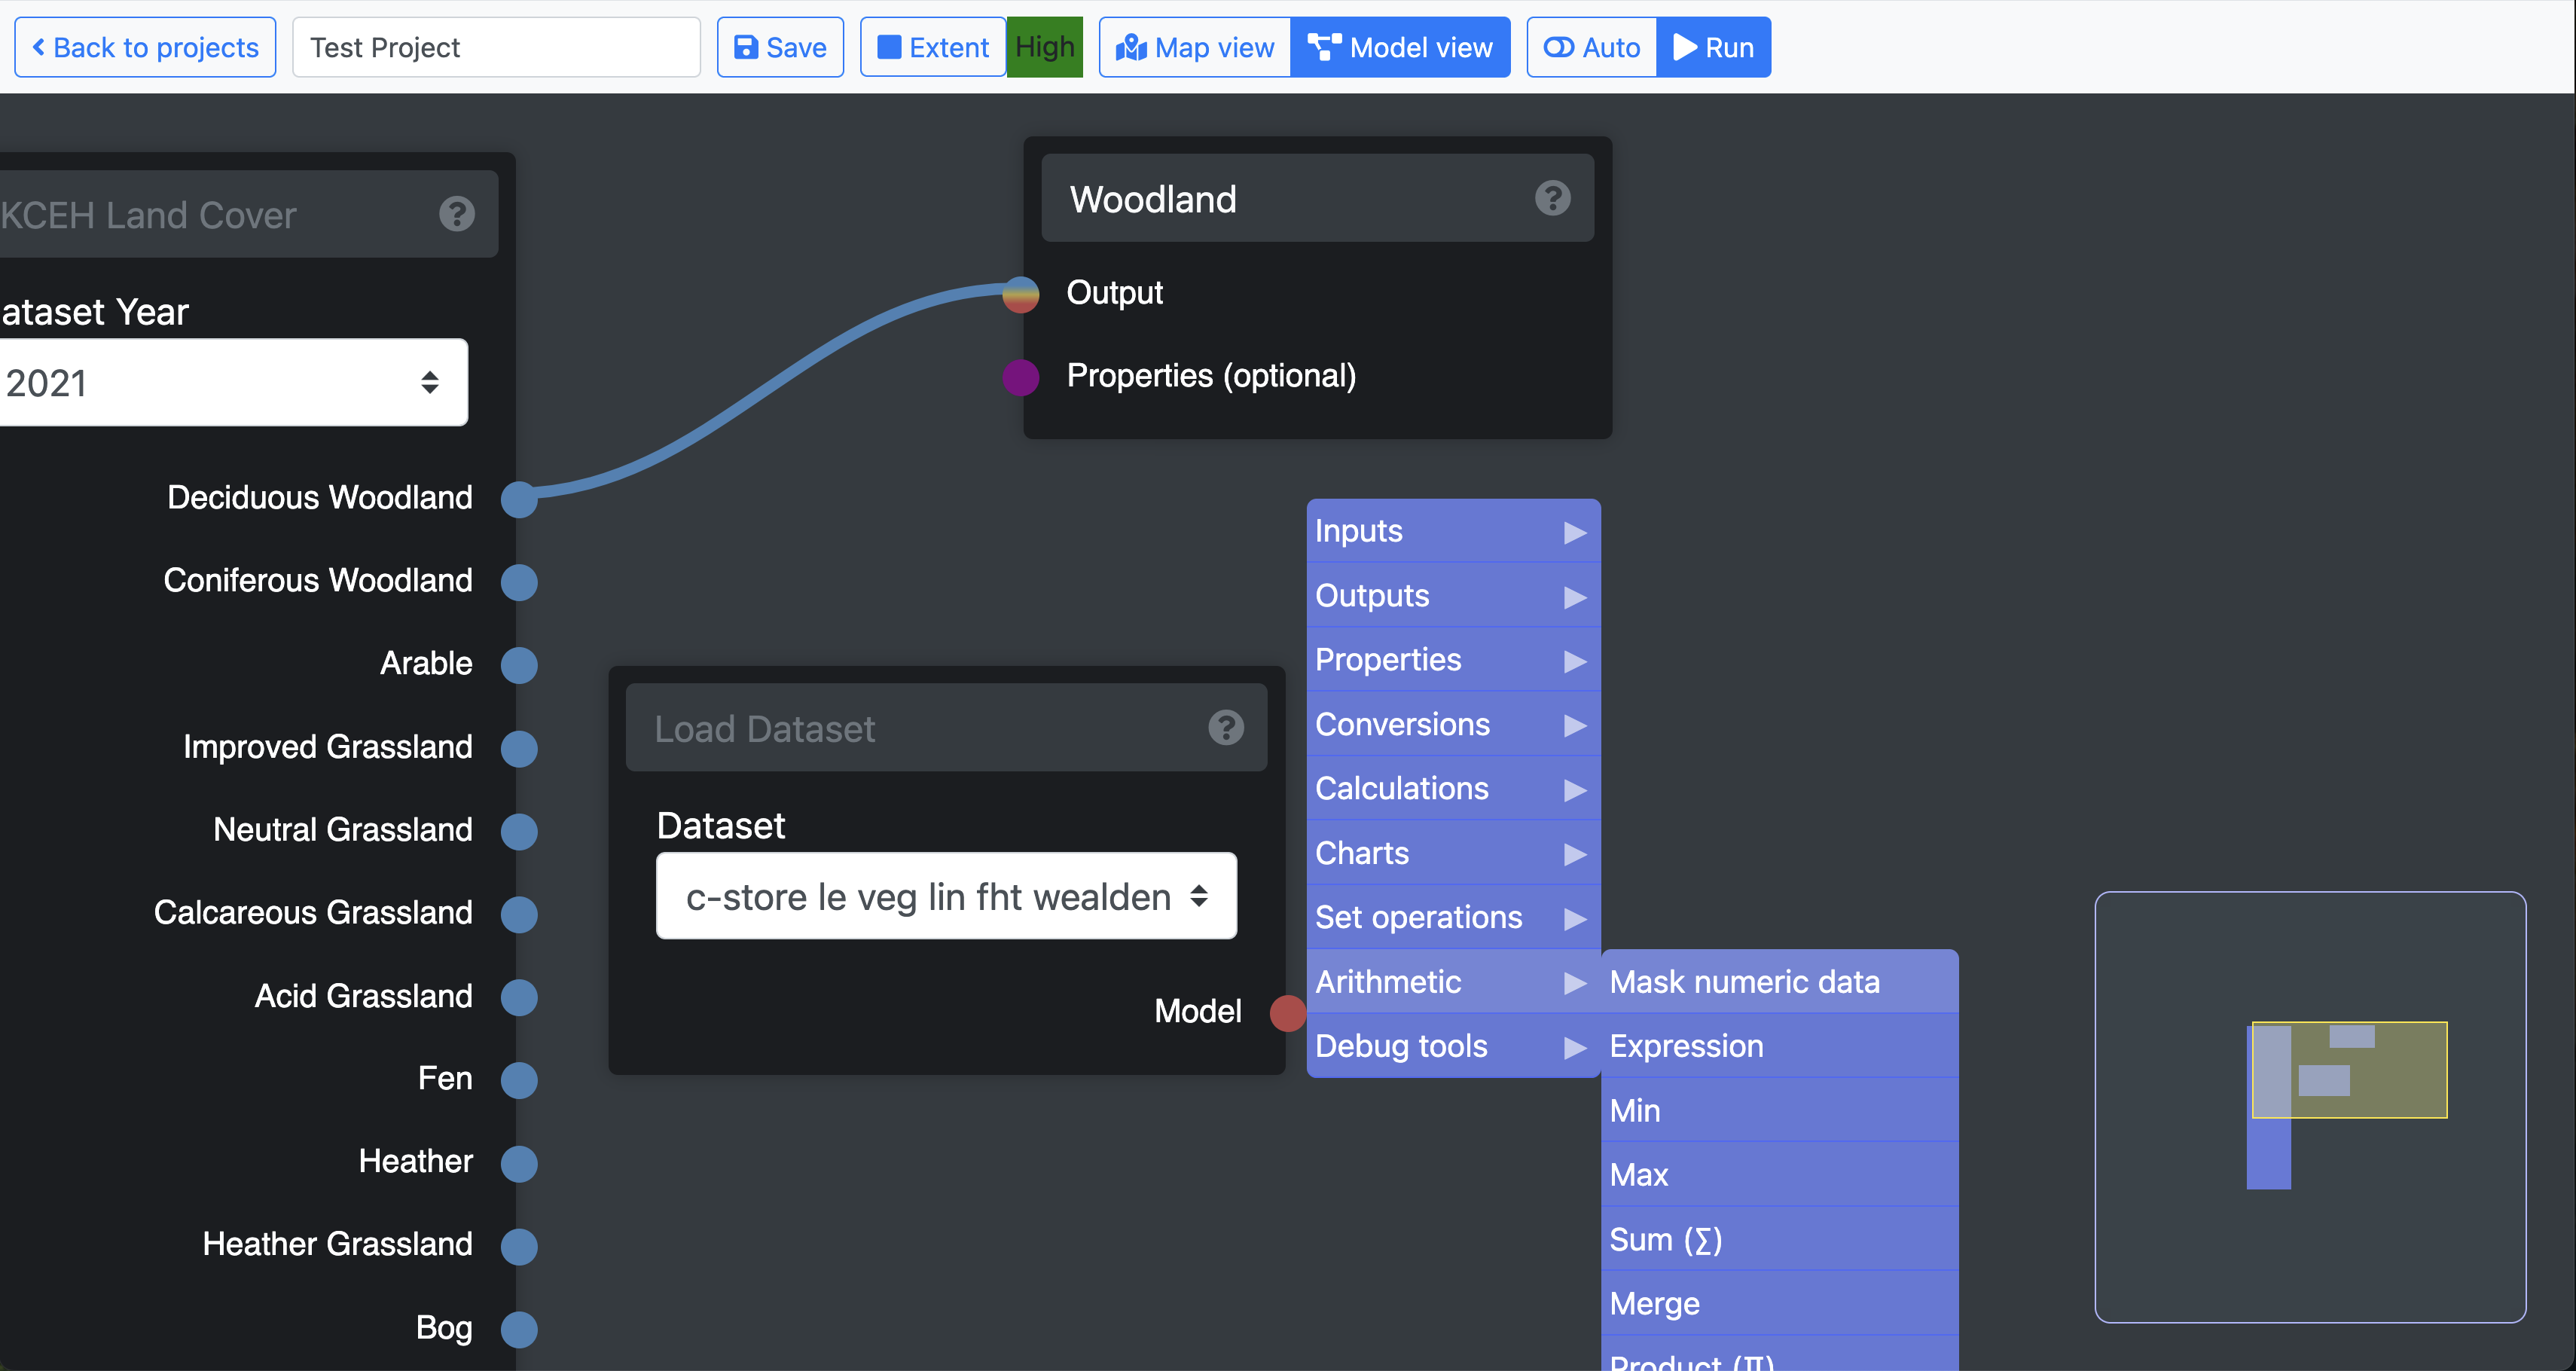 Back to projects
Test Project
Save
Extent
High
Map view
Model view
Auto
Run
KCEH Land Cover
ataset Year
2021
Deciduous Woodland
Coniferous Woodland
Arable
Improved Grassland
Neutral Grassland
Calcareous Grassland
Acid Grassland
Fen
Heather
Heather Grassland
Bog
Woodland
Output
Properties (optional)
Load Dataset
Dataset
c-store le veg lin fht wealden
Model
Inputs
Outputs
Properties
Conversions
Calculations
Charts
Set operations
Arithmetic
Debug tools
Mask numeric data
Expression
Min
Max
Sum (∑)
Merge
Product (∏)